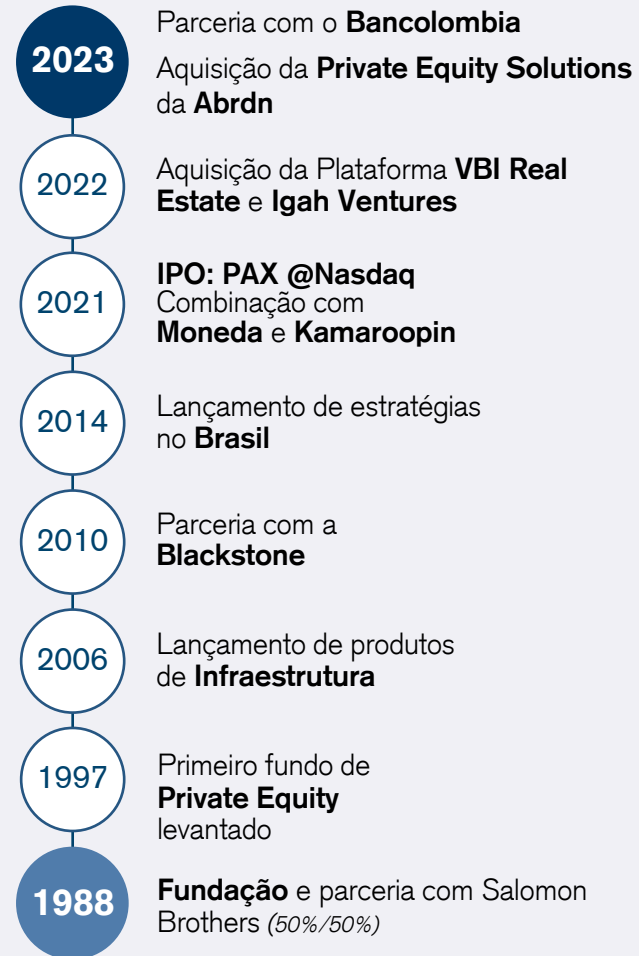 2023
Parceria com o Bancolombia
Aquisição da Private Equity Solutions
da Abrdn
2022
Aquisição da Plataforma VBI Real
Estate e Igah Ventures
2021
IPO: PAX @Nasdaq
Combinação com
Moneda e Kamaroopin
2014
Lançamento de estratégias
no Brasil
2010
Parceria com a
Blackstone
2006
Lançamento de produtos
de Infraestrutura
1997
Primeiro fundo de
Private Equity
levantado
1988
Fundação e parceria com Salomon
Brothers (50%/50%)